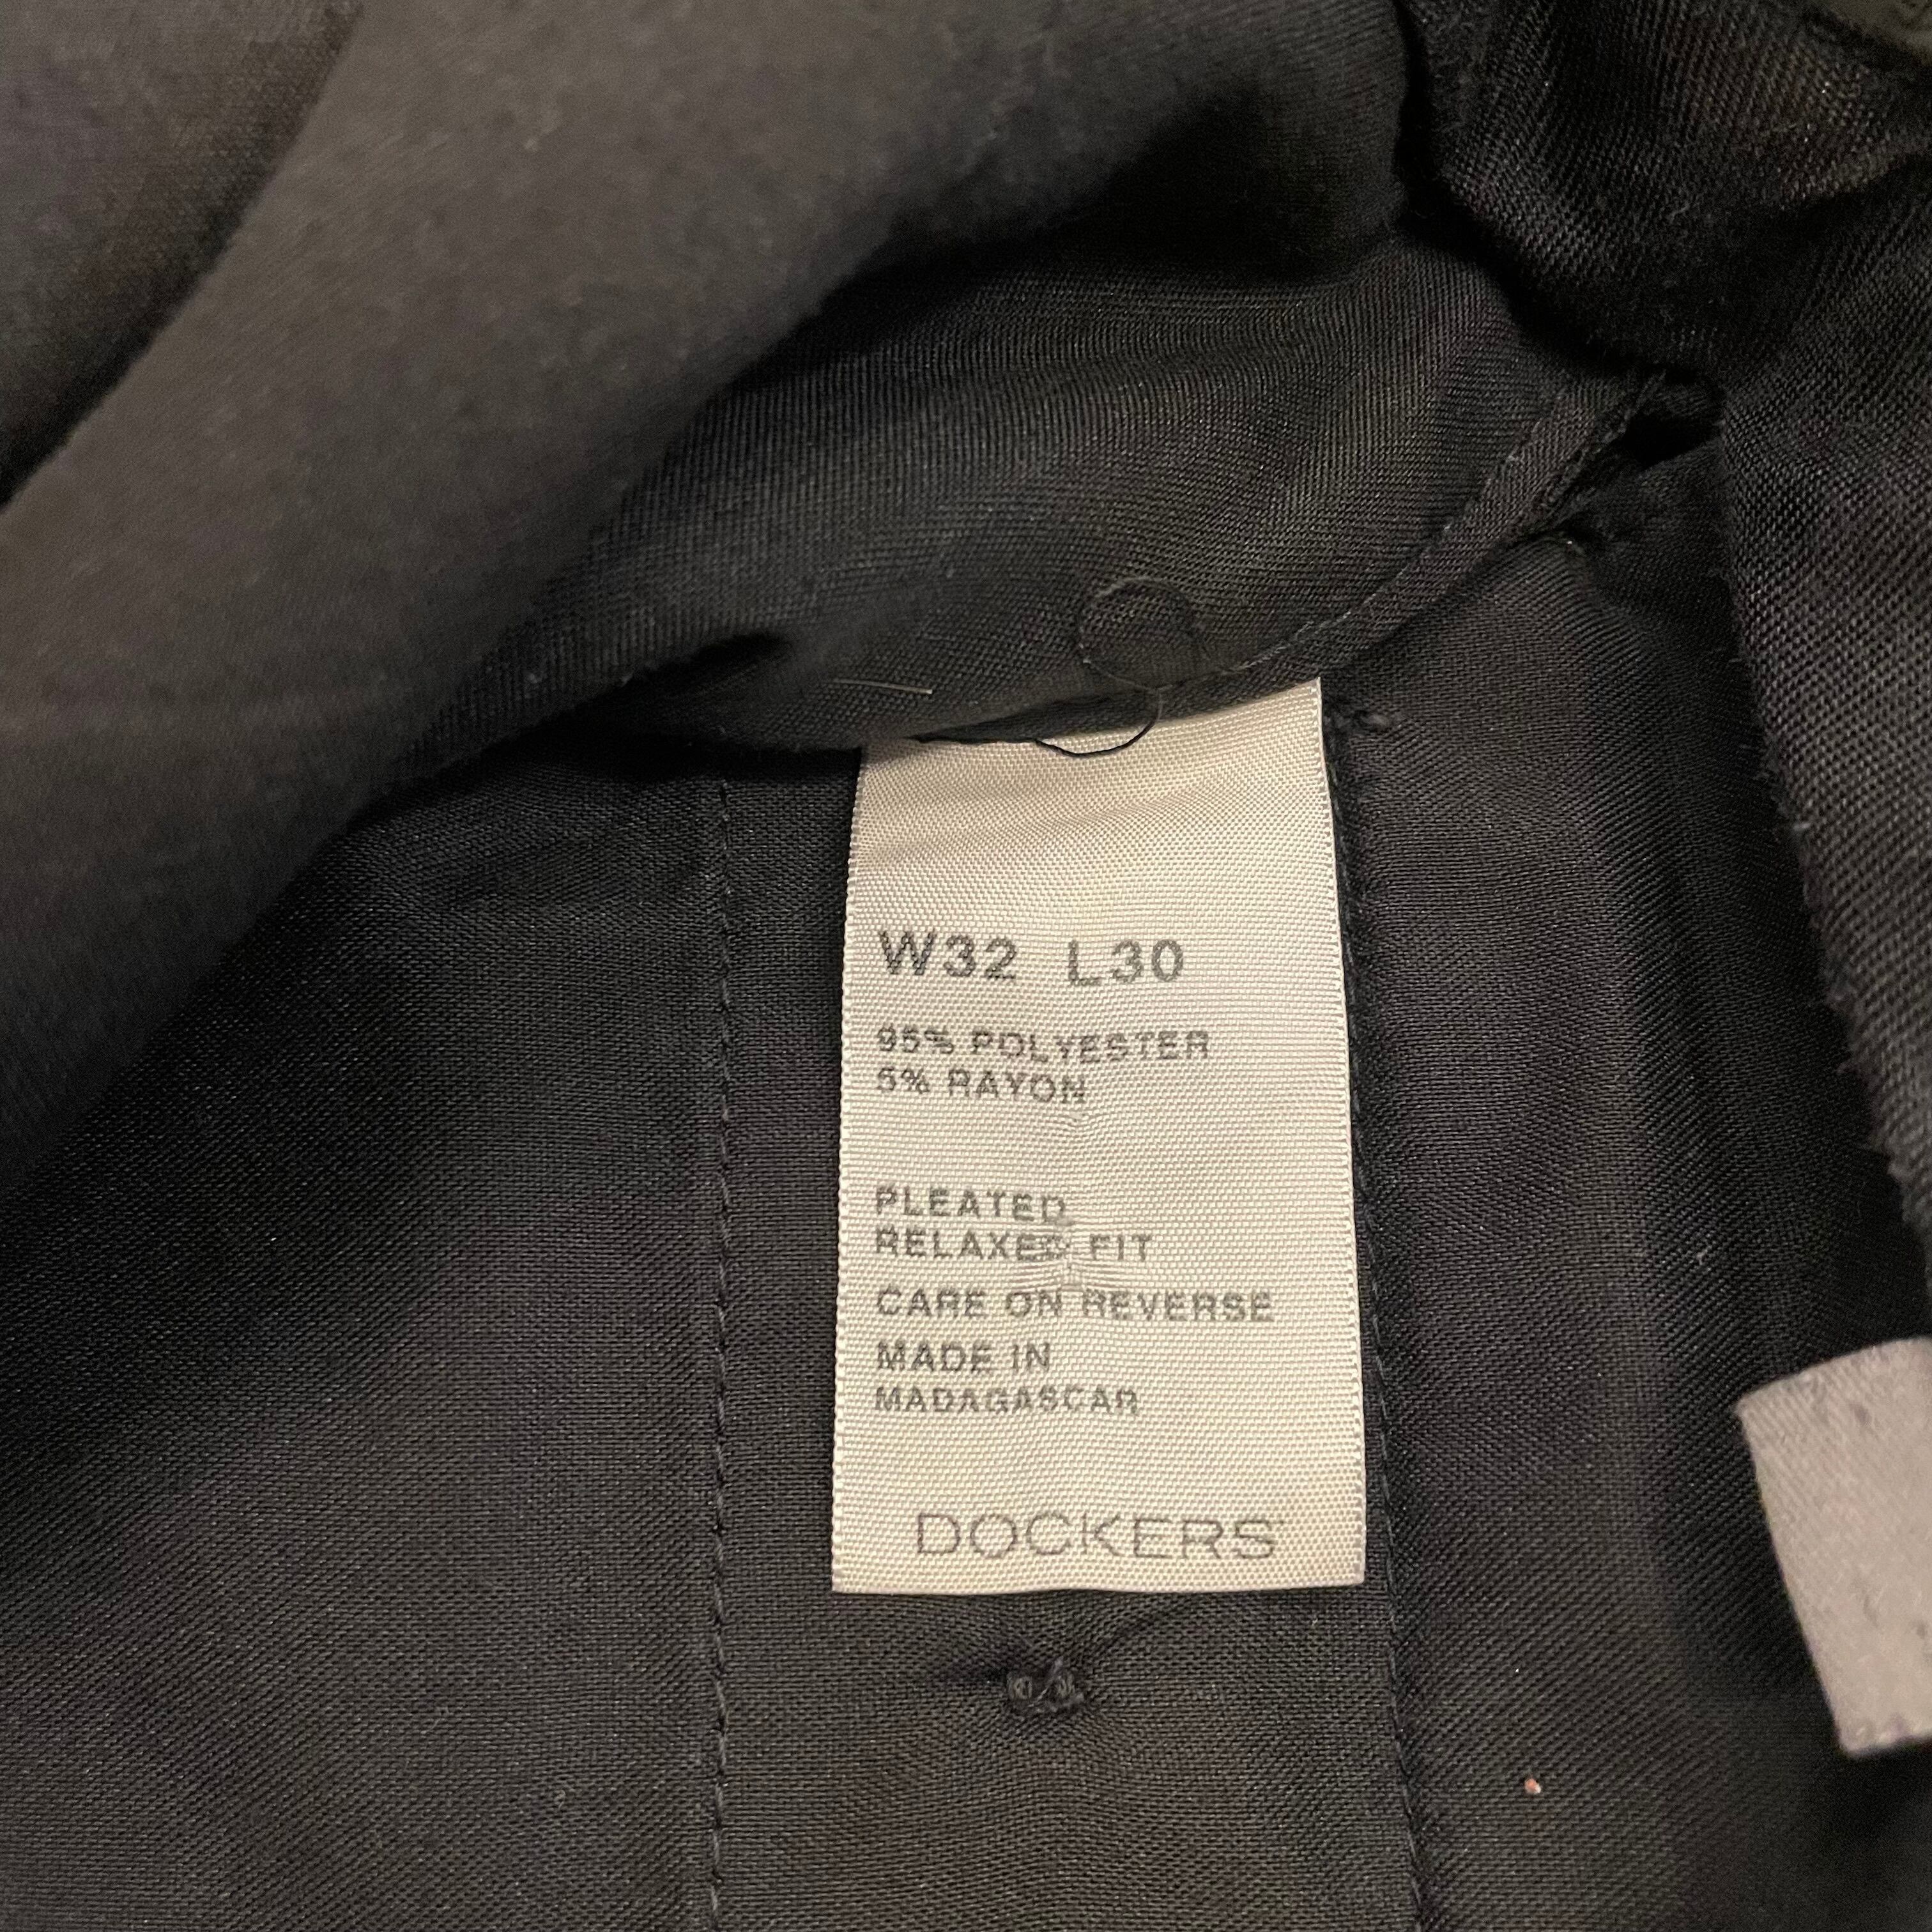 W32 L30
95% POLYESTER
5% RAYON
PLEATED
RELAXED FIT
CARE ON REVERSE
MADE IN
MADAGASCAR
DOCKERS